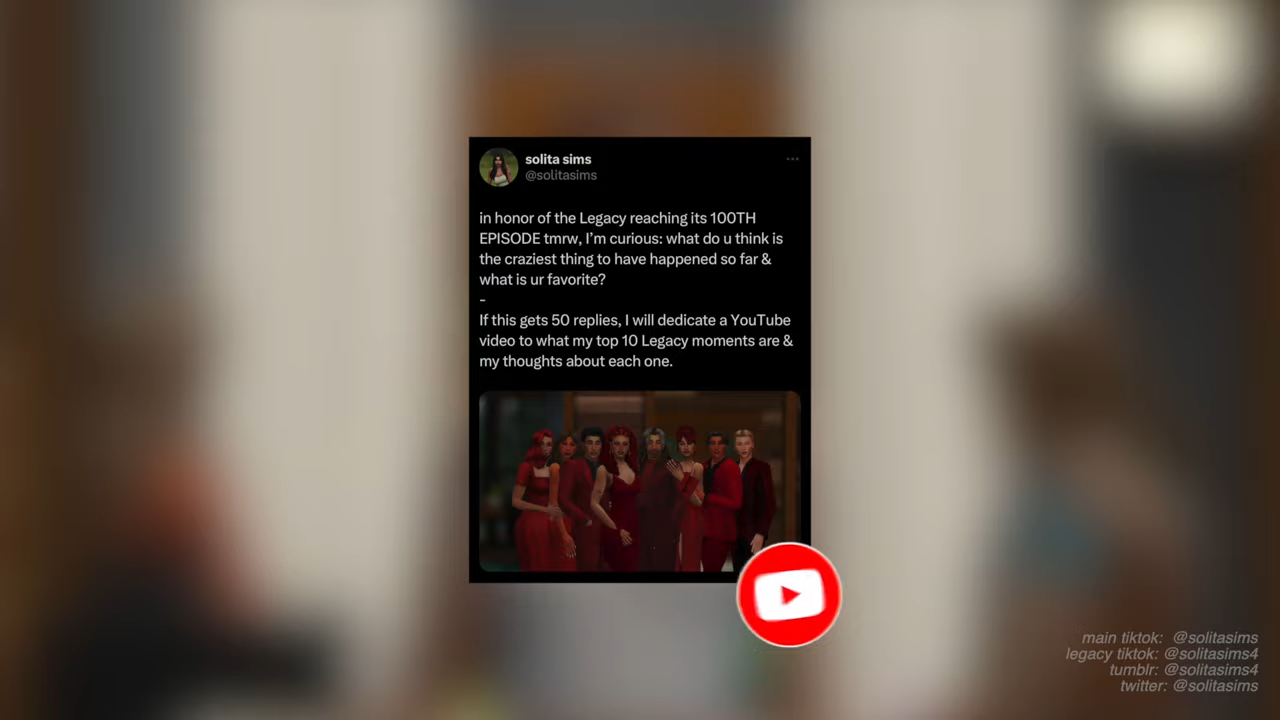 solita sims
@solitasims
in honor of the Legacy reaching its 100TH
EPISODE tmrw, I'm curious: what do u think is
the craziest thing to have happened so far &
what is ur favorite?
-
If this gets 50 replies, I will dedicate a YouTube
video to what my top 10 Legacy moments are &
my thoughts about each one.
main tiktok: @solitasims
legacy tiktok: @solitasims4
tumblr: @solitasims4
twitter: @solitasims